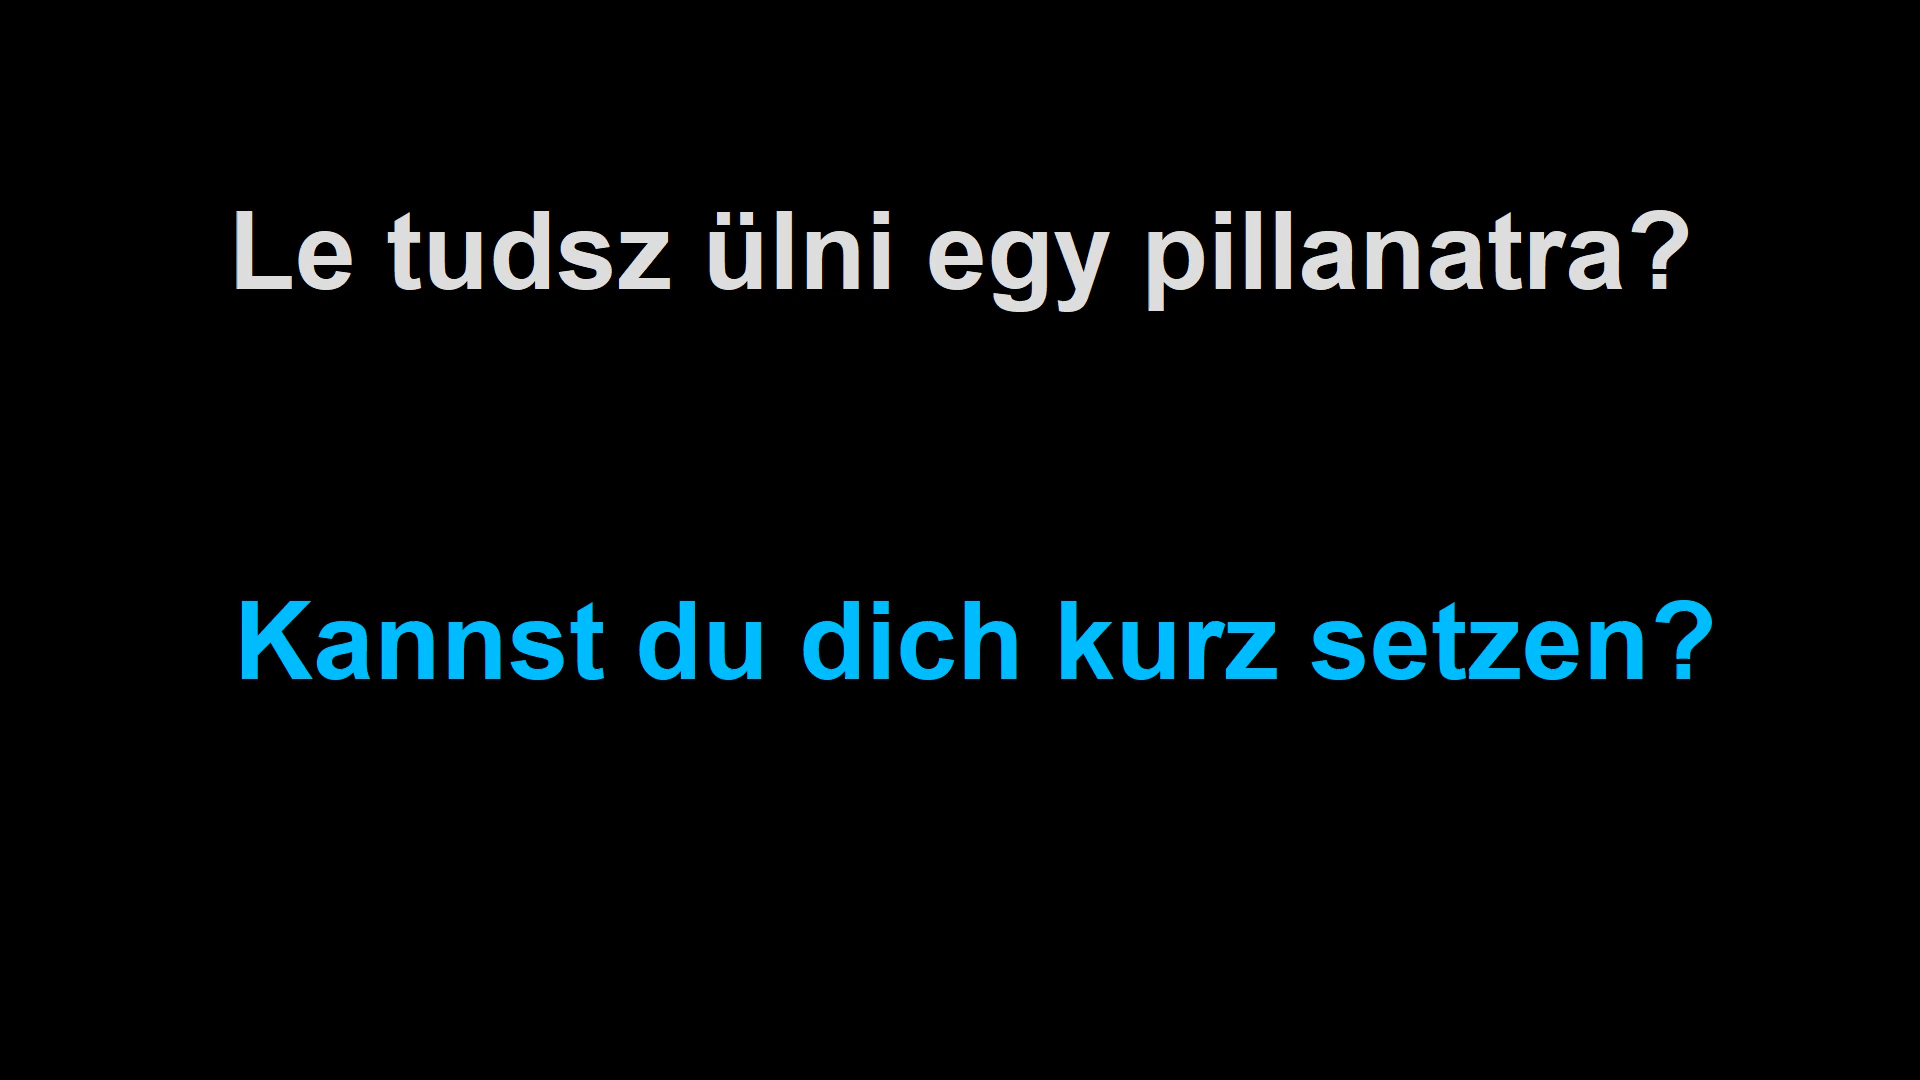 Le tudsz ülni egy pillanatra?
Kannst du dich kurz setzen?